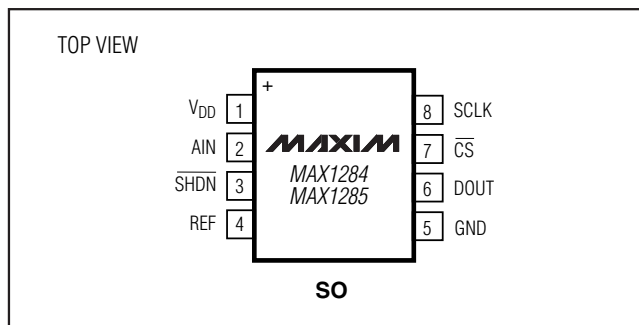 TOP VIEW
+
VDD 1
AIN 2
SHDN 3
REF 4
MAXIM
MAX1284
MAX1285
8 SCLK
7 CS
6 DOUT
5 GND
SO